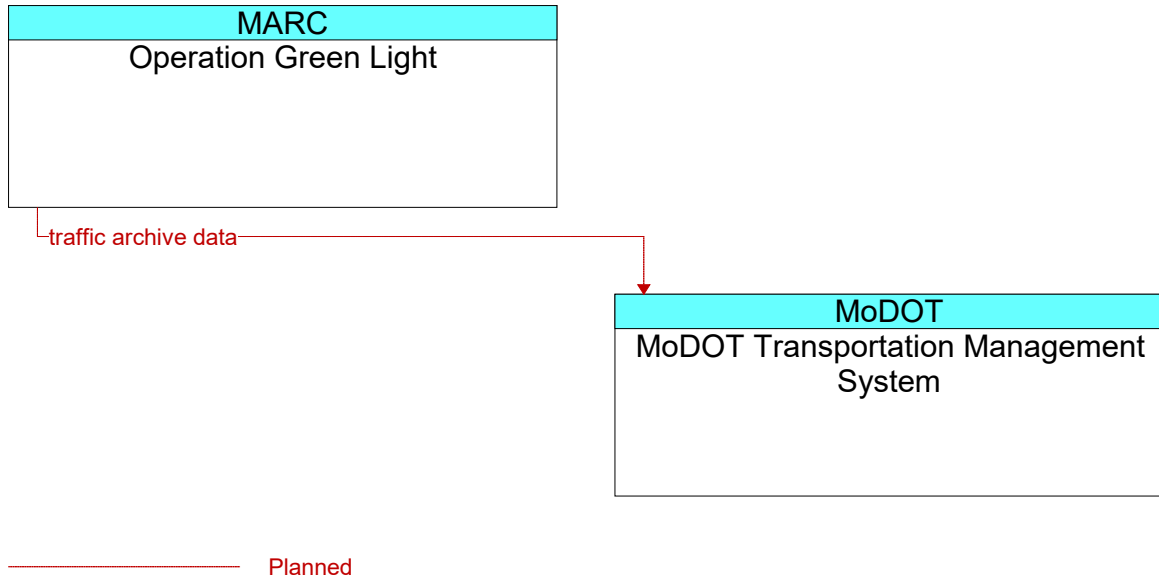 MARC
Operation Green Light
traffic archive data
MoDOT
MoDOT Transportation Management
System
Planned